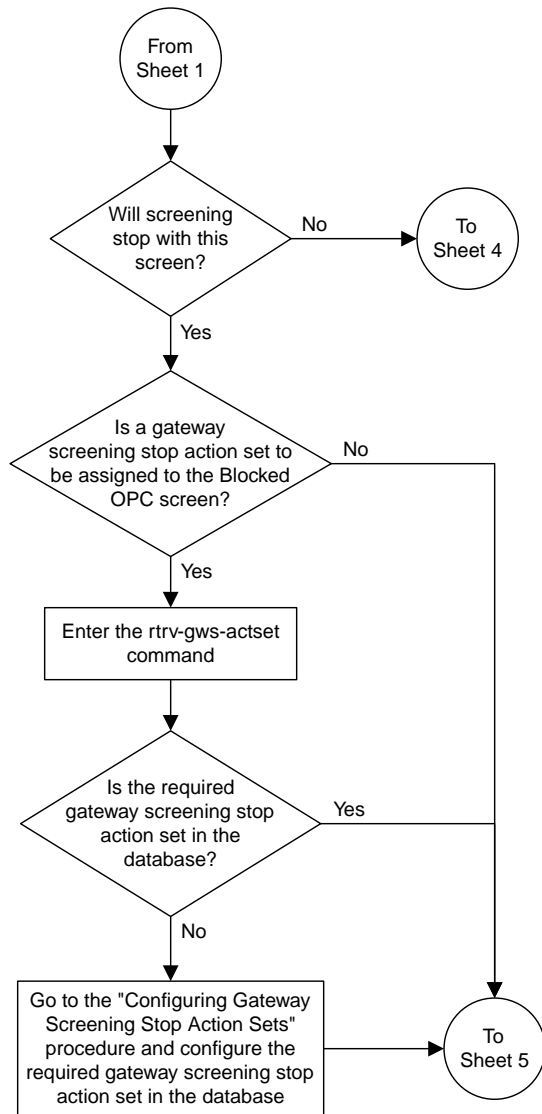 From
Sheet 1
Will screening
stop with this
screen?
No
To
Sheet 4
Yes
Is a gateway
screening stop action set to
be assigned to the Blocked
OPC screen?
No
Yes
Enter the rtrv-gws-actset
command
Is the required
gateway screening stop
action set in the
database?
Yes
No
Go to the "Configuring Gateway
Screening Stop Action Sets"
procedure and configure the
required gateway screening stop
action set in the database
To
Sheet 5